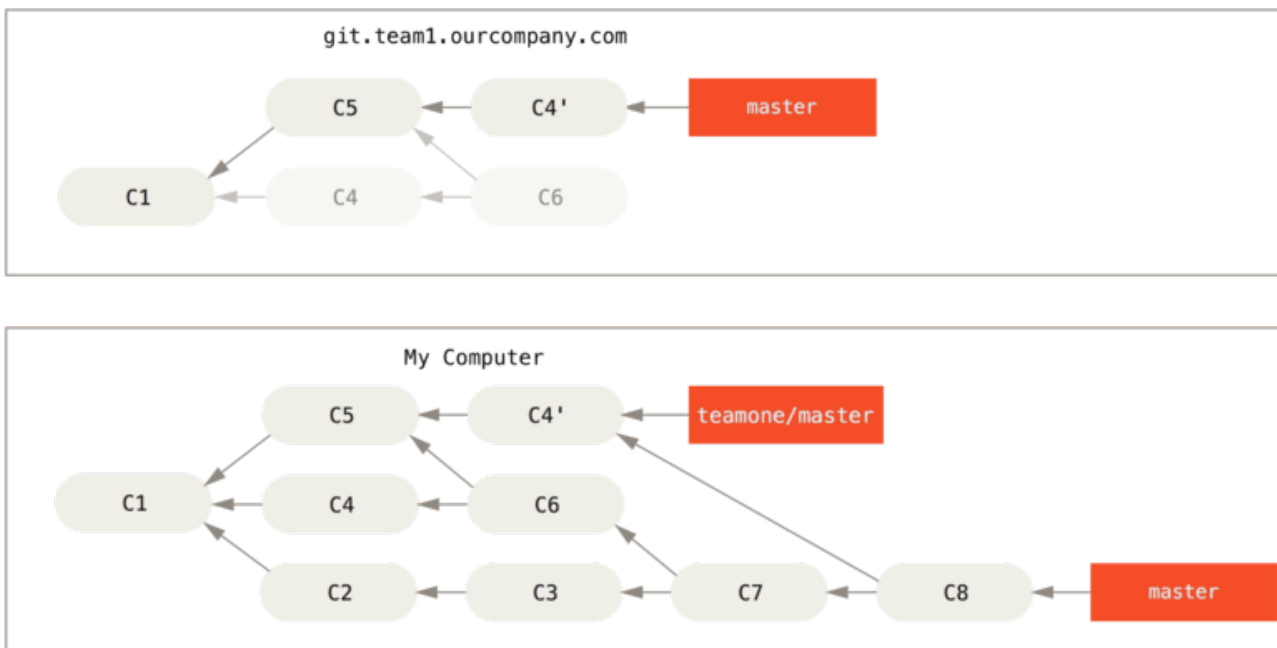 git.team1.ourcompany.com
C5 C4' master
C1 C4 C6
My Computer
C5 C4' teamone/master
C1 C4 C6
C2 C3 C7 C8 master